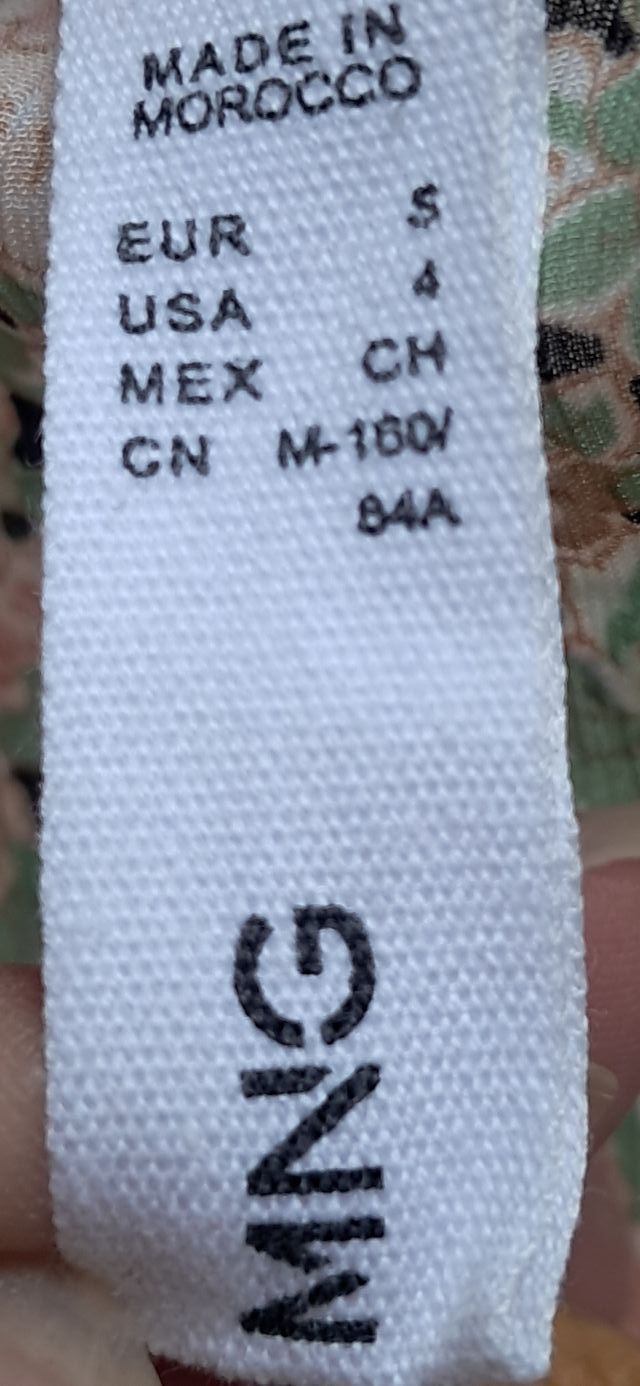 MADE IN
MOROCCO
EUR S
USA 4
MEX CH
CN M-160/
84A
MNG